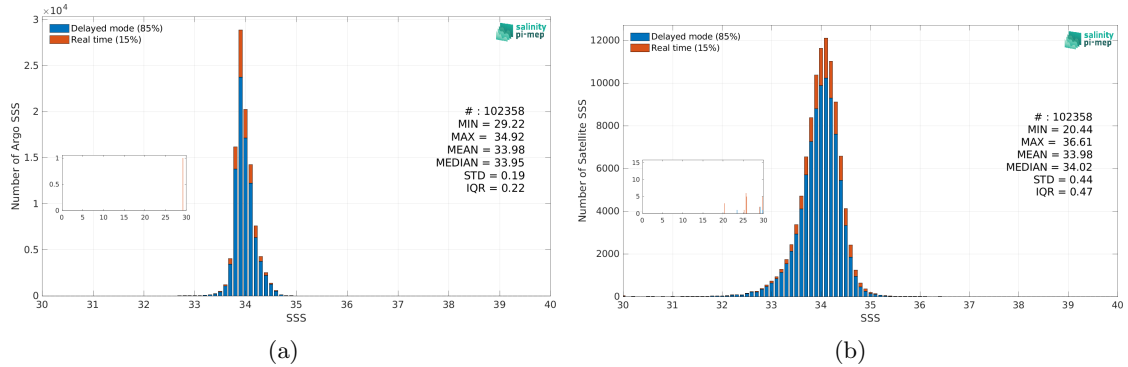 ×10⁴
Delayed mode (85%)
Real time (15%)
salinity
pi-mep
# : 102358
MIN = 29.22
MAX = 34.92
MEAN = 33.98
MEDIAN = 33.95
STD = 0.19
IQR = 0.22
Number of Argo SSS
3
2.5
2
1.5
1
0.5
0
1
0.5
0
0 5 10 15 20 25 30
30 32 33 34 35 36 37 38 39 40
SSS
(a)
Delayed mode (85%)
Real time (15%)
salinity
pi-mep
# : 102358
MIN = 20.44
MAX = 36.61
MEAN = 33.98
MEDIAN = 34.02
STD = 0.44
IQR = 0.47
Number of Satellite SSS
12000
10000
8000
6000
4000
2000
0
15
10
5
0
0 5 10 15 20 25 30
30 31 32 33 34 35 36 37 38 39 40
SSS
(b)